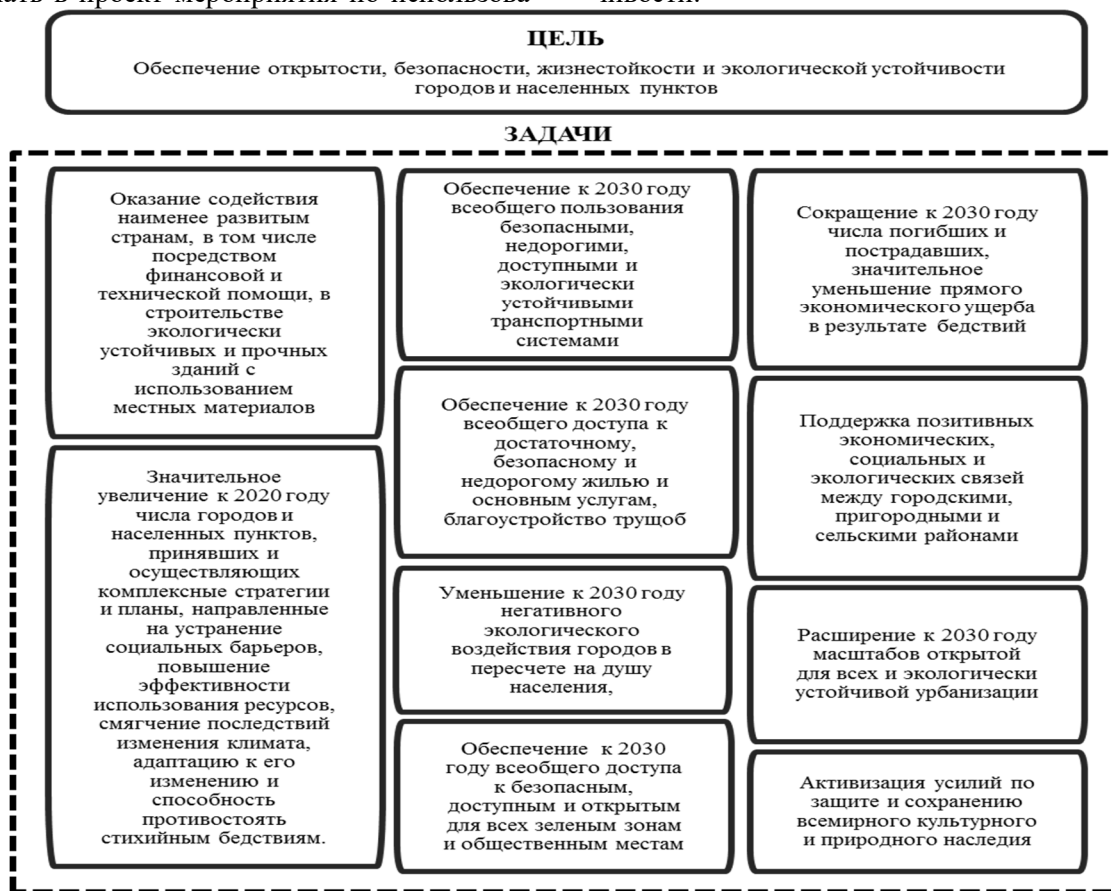 ЦЕЛЬ
Обеспечение открытости, безопасности, жизнестойкости и экологической устойчивости
городов и населенных пунктов
ЗАДАЧИ
Оказание содействия
наименее развитым
странам, в том числе
посредством
финансовой и
технической помощи, в
строительстве
экологически
устойчивых и прочных
зданий с
использованием
местных материалов
Значительное
увеличение к 2020 году
числа городов и
населенных пунктов,
принявших и
осуществляющих
комплексные стратегии
и планы, направленные
на устранение
социальных барьеров,
повышение
эффективности
использования ресурсов,
смягчение последствий
изменения климата,
адаптацию к его
изменению и
способность
противостоять
стихийным бедствиям.
Обеспечение к 2030 году
всеобщего пользования
безопасными,
недорогими,
доступными и
экологически
устойчивыми
транспортными
системами
Обеспечение к 2030 году
всеобщего доступа к
достаточному,
безопасному и
недорогому жилью и
основным услугам,
благоустройство трущоб
Уменьшение к 2030 году
негативного
экологического
воздействия городов в
пересчете на душу
населения,
Обеспечение к 2030
году всеобщего доступа
к безопасным,
доступным и открытым
для всех зеленым зонам
и общественным местам
Сокращение к 2030 году
числа погибших и
пострадавших,
значительное
уменьшение прямого
экономического ущерба
в результате бедствий
Поддержка позитивных
экономических,
социальных и
экологических связей
между городскими,
пригородными и
сельскими районами
Расширение к 2030 году
масштабов открытой
для всех и экологически
устойчивой урбанизации
Активизация усилий по
защите и сохранению
всемирного культурного
и природного наследия